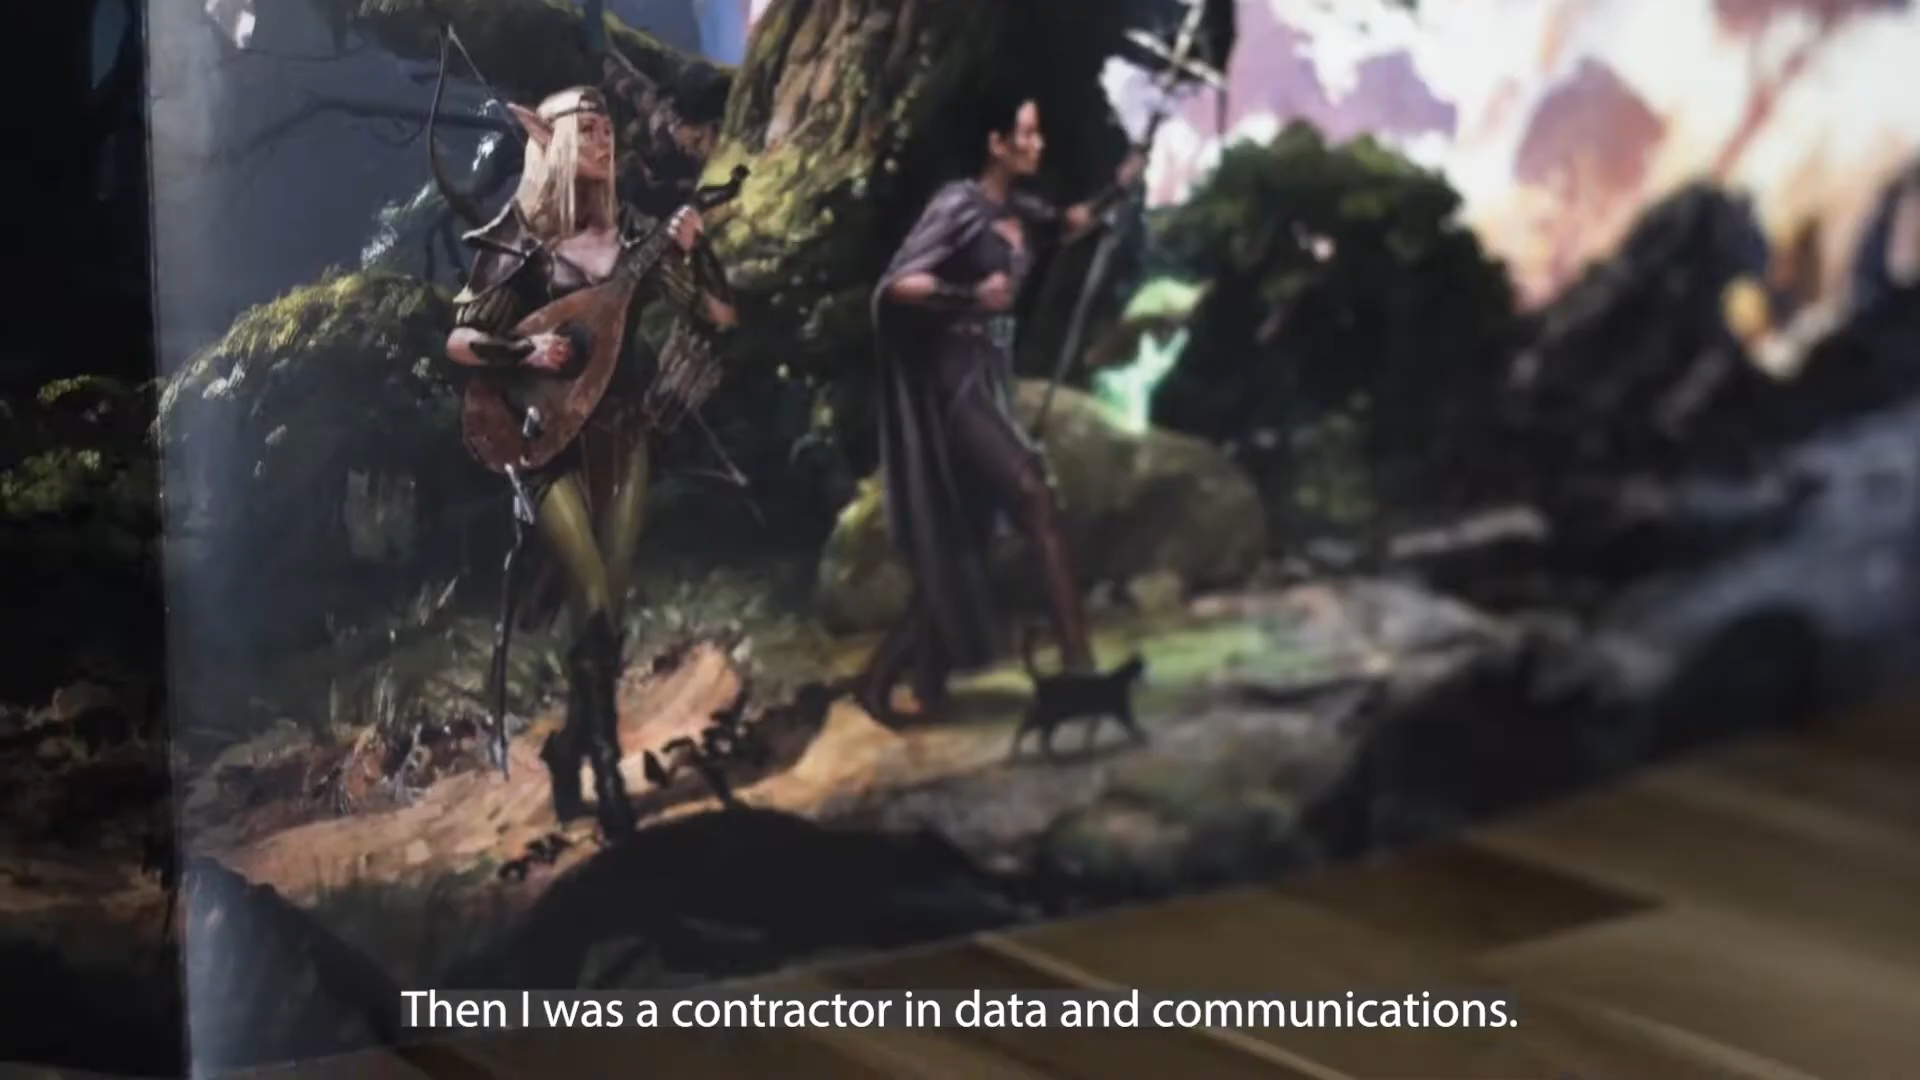 Then I was a contractor in data and communications.